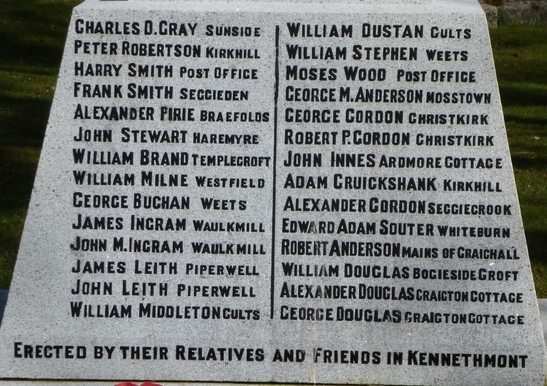 CHARLES D. GRAY SUNSIDE
PETER ROBERTSON KIRKHILL
HARRY SMITH POST OFFICE
FRANK SMITH SEGGIEDEN
ALEXANDER PIRIE BRAEFOLDS
JOHN STEWART HAREMYRE
WILLIAM BRAND TEMPLECROFT
WILLIAM MILNE WESTFIELD
GEORGE BUCHAN WEETS
JAMES INGRAM WAULKMILL
JOHN M. INGRAM WAULKMILL
JAMES LEITH PIPERWELL
JOHN LEITH PIPERWELL
WILLIAM MIDDLETON CULTS
WILLIAM DUSTAN CULTS
WILLIAM STEPHEN WEETS
MOSES WOOD POST OFFICE
GEORGE M. ANDERSON MOSSTOWN
GEORGE GORDON CHRISTKIRK
ROBERT P. GORDON CHRISTKIRK
JOHN INNES ARDMORE COTTAGE
ADAM CRUICKSHANK KIRKHILL
ALEXANDER GORDON SEGGIECROOK
EDWARD ADAM SOUTER WHITEBURN
ROBERT ANDERSON MAINS OF CRAICHALL
WILLIAM DOUGLAS BOGIESIDE CROFT
ALEXANDER DOUGLAS CRAIGTON COTTAGE
GEORGE DOUGLAS CRAIGTON COTTAGE
ERECTED BY THEIR RELATIVES AND FRIENDS IN KENNETHMONT